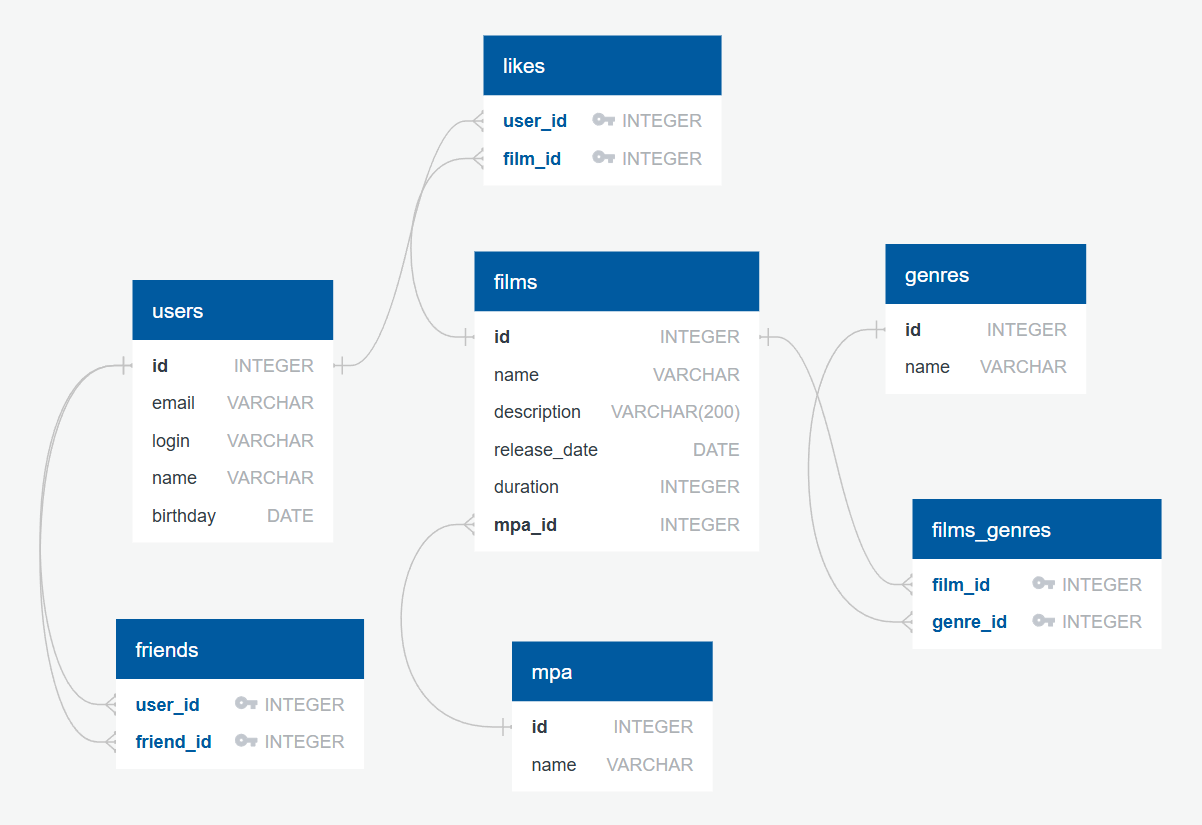 likes
user_id INTEGER
film_id INTEGER
films
id INTEGER
name VARCHAR
description VARCHAR(200)
release_date DATE
duration INTEGER
mpa_id INTEGER
genres
id INTEGER
name VARCHAR
users
id INTEGER
email VARCHAR
login VARCHAR
name VARCHAR
birthday DATE
films_genres
film_id INTEGER
genre_id INTEGER
friends
user_id INTEGER
friend_id INTEGER
mpa
id INTEGER
name VARCHAR